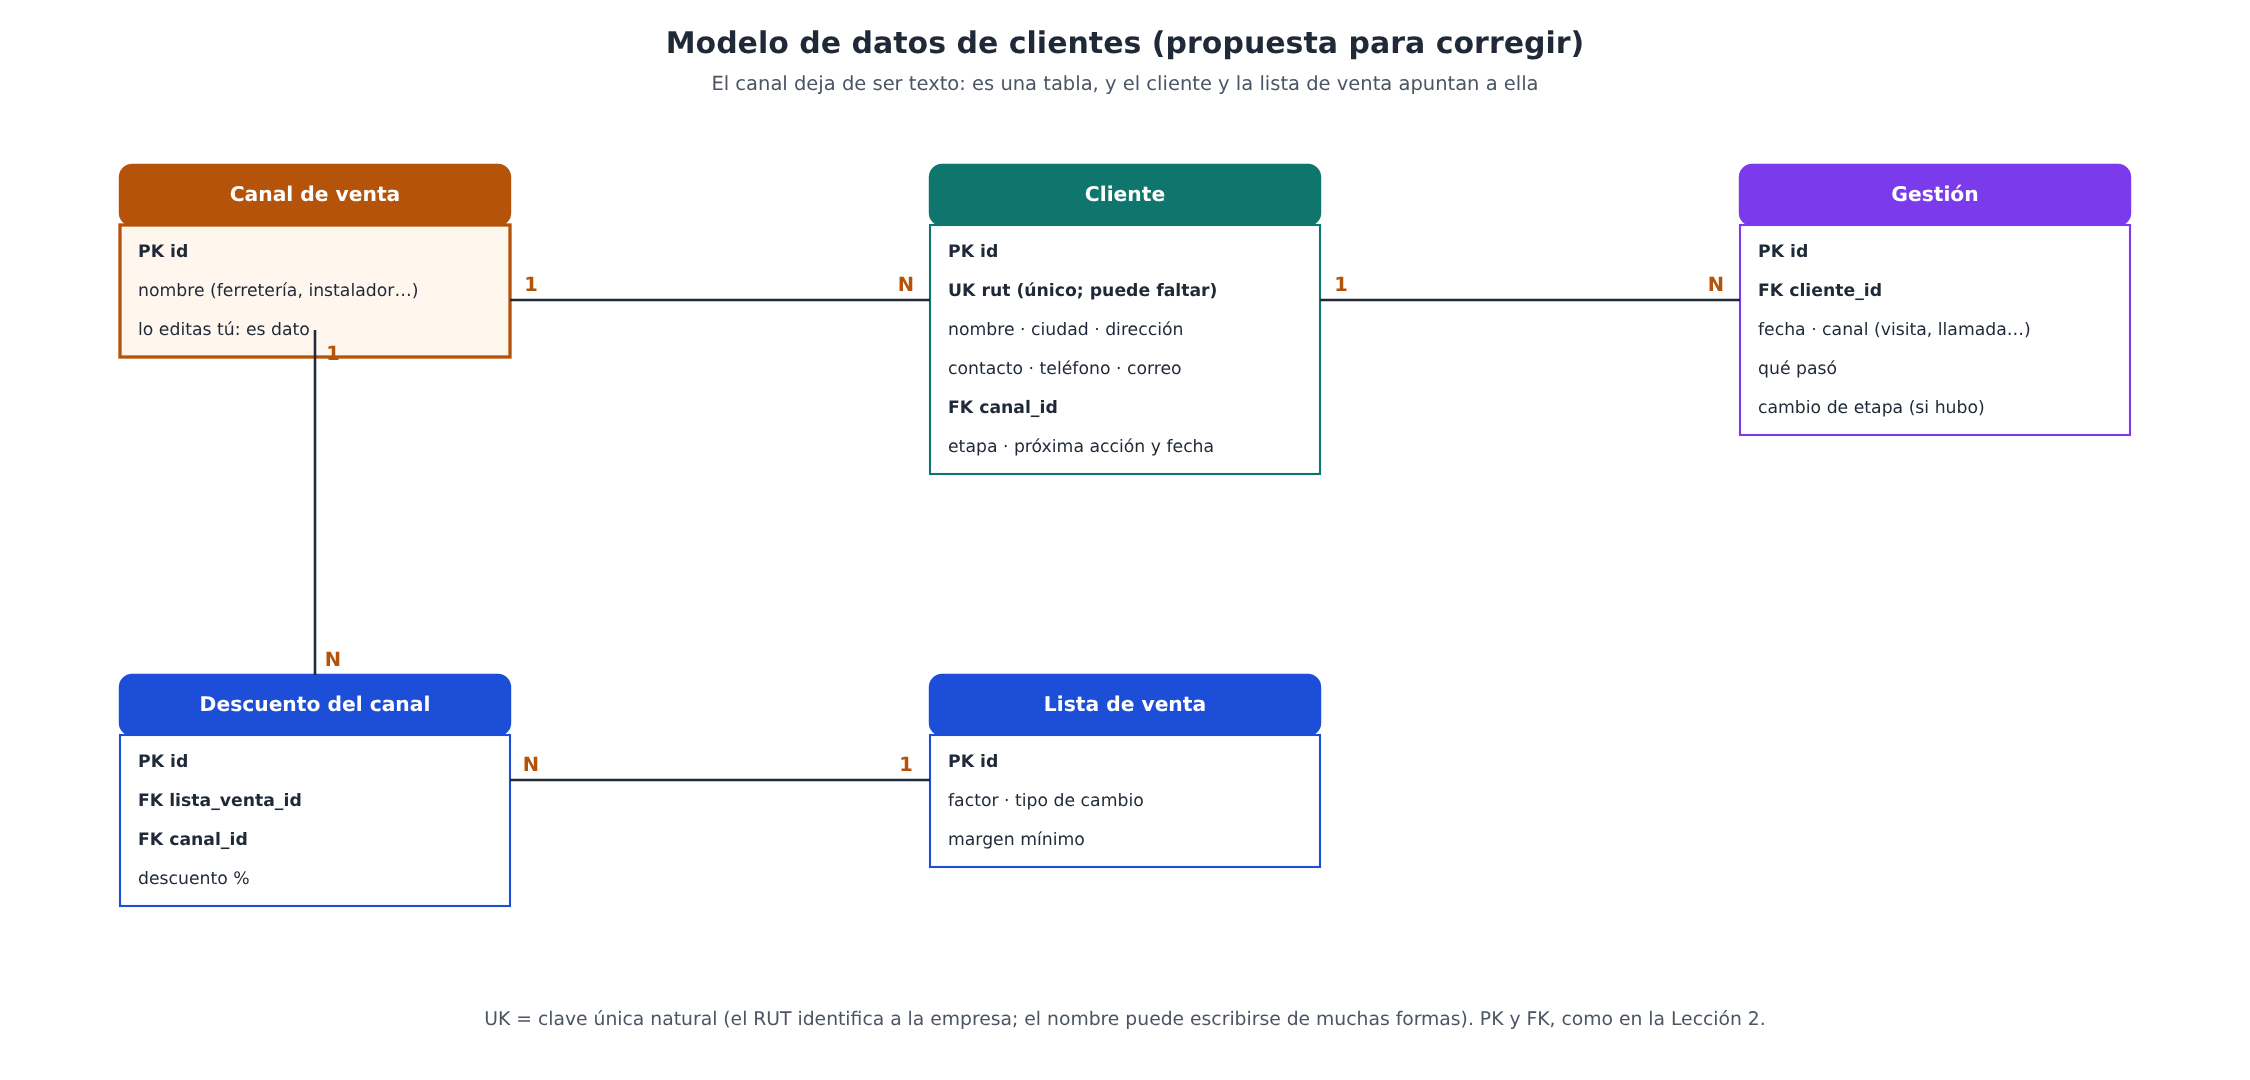 Modelo de datos de clientes (propuesta para corregir)
El canal deja de ser texto: es una tabla, y el cliente y la lista de venta apuntan a ella
Canal de venta
PK id
nombre (ferretería, instalador…)
lo editas tú: es dato
1
N
1
N
Cliente
PK id
UK rut (único; puede faltar)
nombre · ciudad · dirección
contacto · teléfono · correo
FK canal_id
etapa · próxima acción y fecha
1
N
Gestión
PK id
FK cliente_id
fecha · canal (visita, llamada…)
qué pasó
cambio de etapa (si hubo)
Descuento del canal
PK id
FK lista_venta_id
FK canal_id
descuento %
N
1
Lista de venta
PK id
factor · tipo de cambio
margen mínimo
UK = clave única natural (el RUT identifica a la empresa; el nombre puede escribirse de muchas formas). PK y FK, como en la Lección 2.